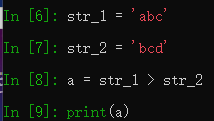 In [6]: str_1 = 'abc'
In [7]: str_2 = 'bcd'
In [8]: a = str_1 > str_2
In [9]: print(a)